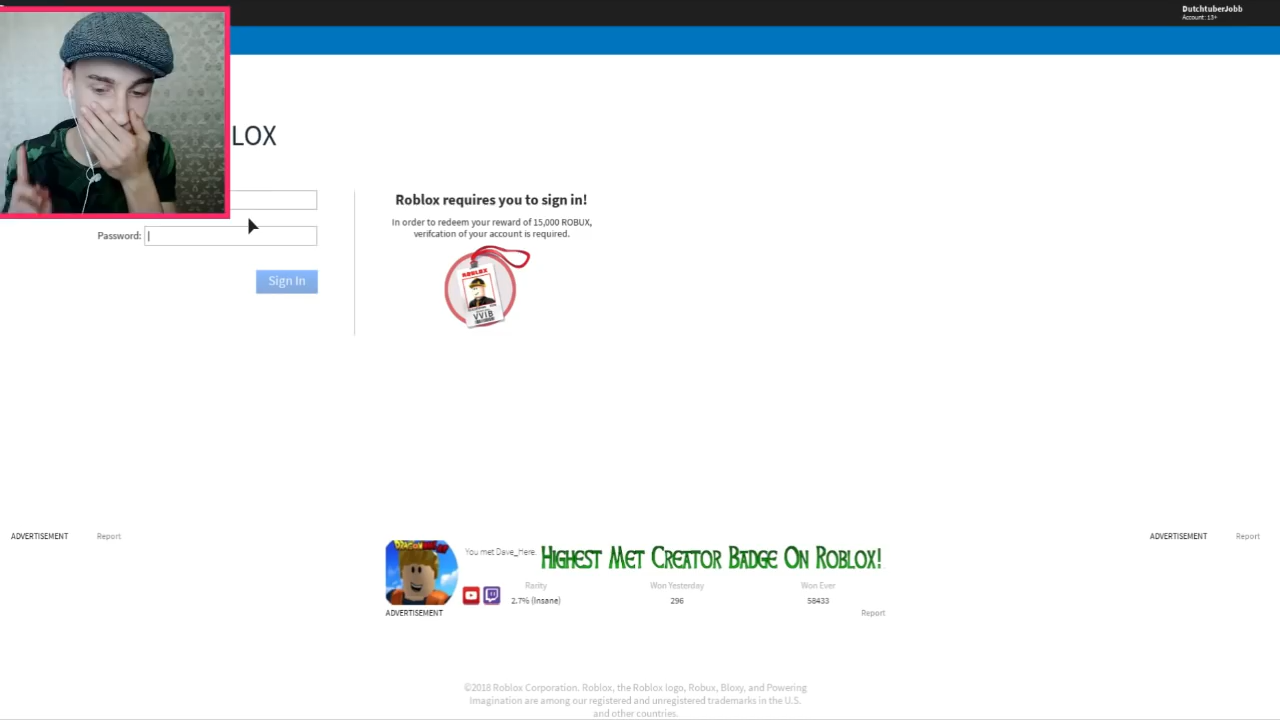 DutchtuberJobb
Account: 13+
LOX
Roblox requires you to sign in!
In order to redeem your reward of 15,000 ROBUX,
verifcation of your account is required.
Password:
Sign In
ROBLOX
VVIB
ADVERTISEMENT
Report
ADVERTISEMENT
Report
You met Dave_Here.
Highest Met Creator Badge On Roblox!
Rarity
Won Yesterday
Won Ever
2.7% (Insane)
296
58433
ADVERTISEMENT
Report
©2018 Roblox Corporation. Roblox, the Roblox logo, Robux, Bloxy, and Powering
Imagination are among our registered and unregistered trademarks in the U.S.
and other countries.